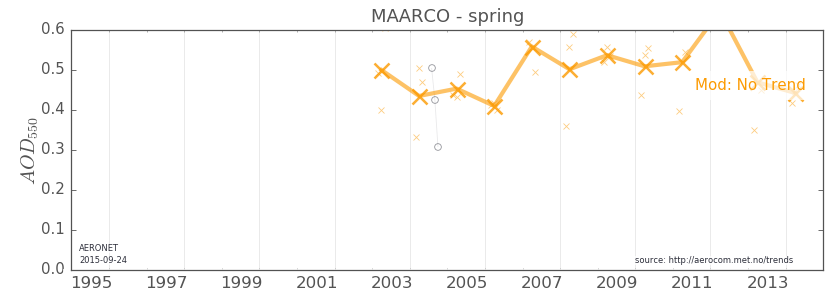 MAARCO - spring
0.6
0.5
0.4
0.3
0.2
0.1
0.0
AOD550
Mod: No Trend
AERONET
2015-09-24
source: http://aerocom.met.no/trends
1995 1997 1999 2001 2003 2005 2007 2009 2011 2013